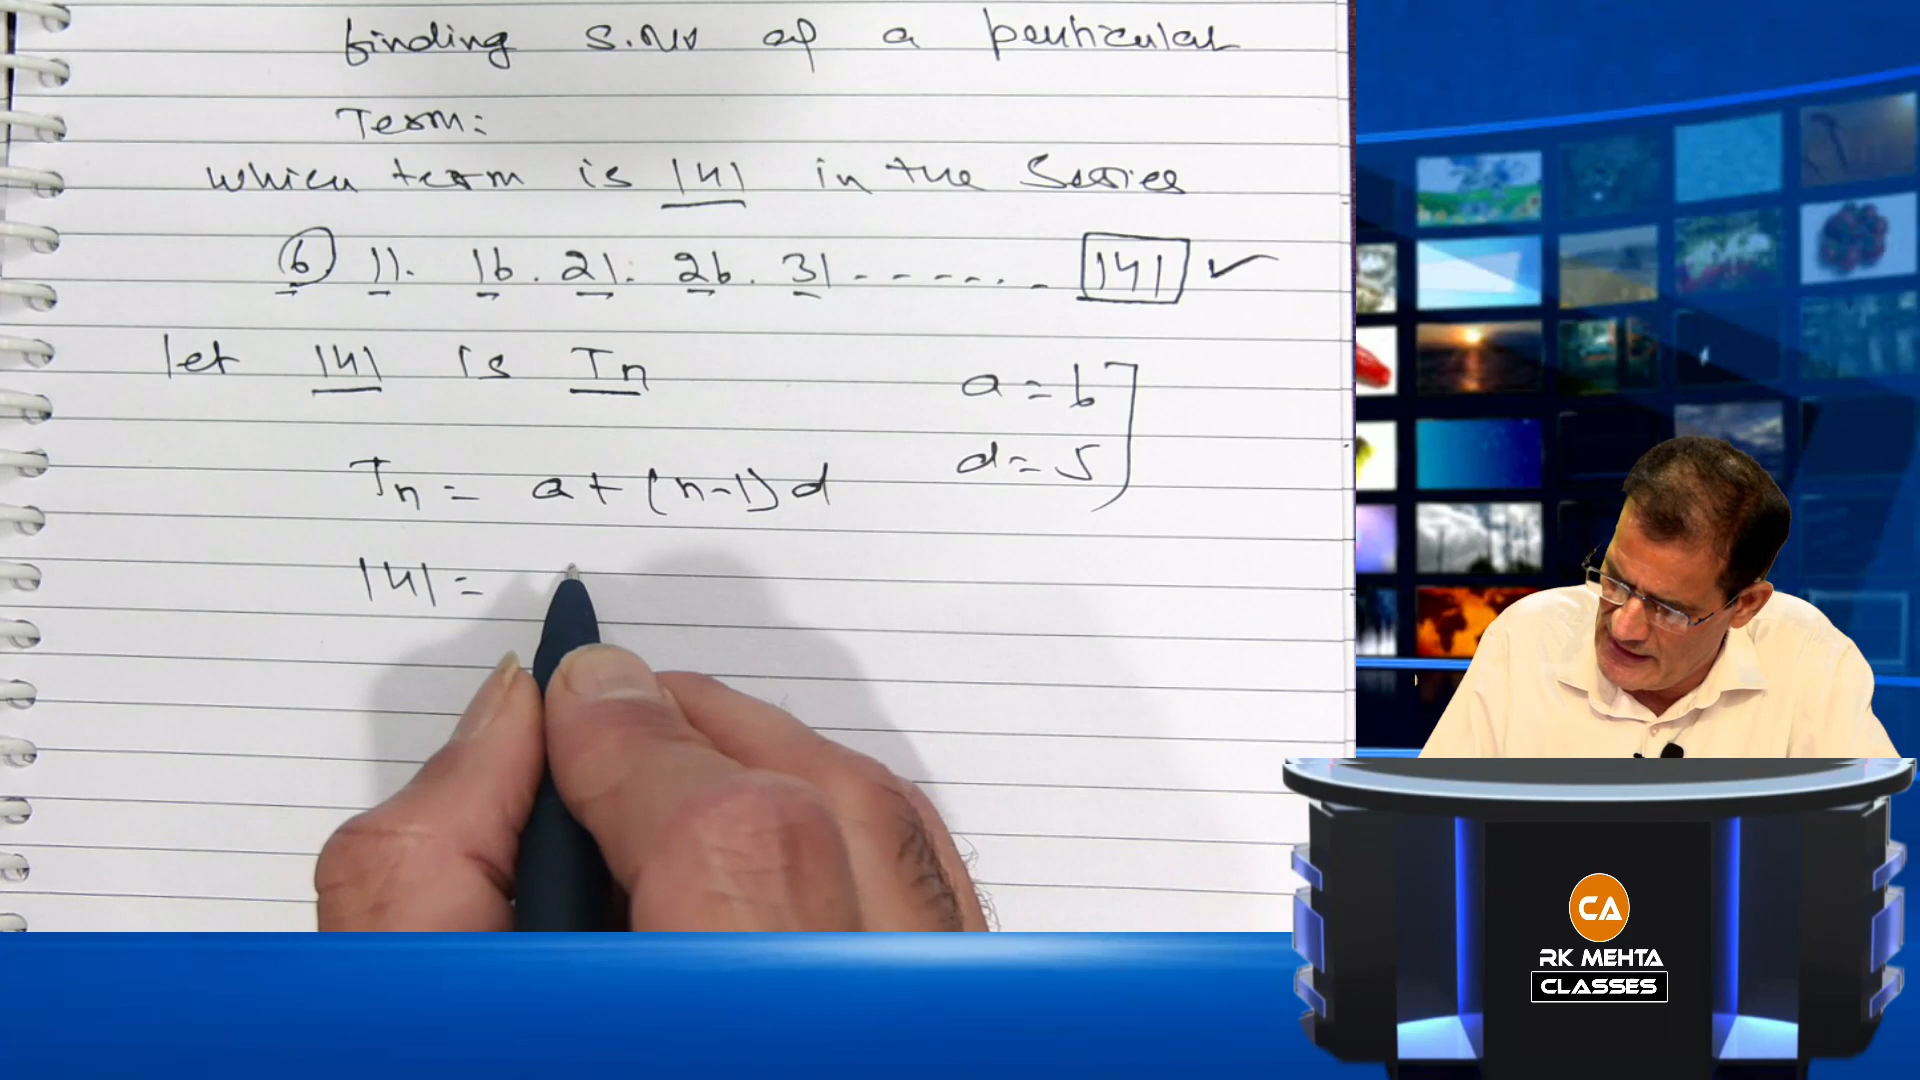 finding S.No of a particular
Term:
which term is 141 in the Series
6 11. 16. 21. 26. 31 ------- 141 ✓
let 141 is Tn
a = 6
d = 5
Tn = a + (n-1) d
141 =
CA
RK MEHTA
CLASSES